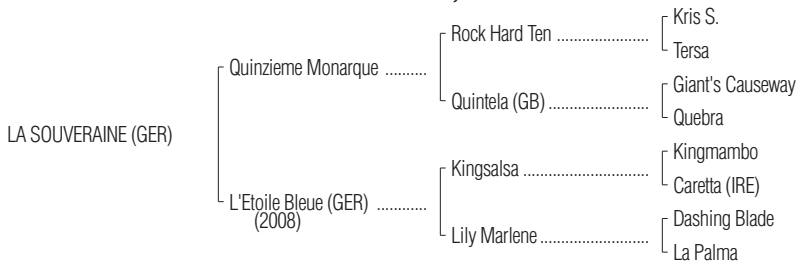 Kris S.
Rock Hard Ten ......................
Tersa
Quinzieme Monarque ..........
Giant's Causeway
Quintela (GB) ........................
Quebra
LA SOUVERAINE (GER)
Kingmambo
Kingsalsa ..............................
Caretta (IRE)
L'Etoile Bleue (GER) ............
(2008)
Dashing Blade
Lily Marlene ..........................
La Palma